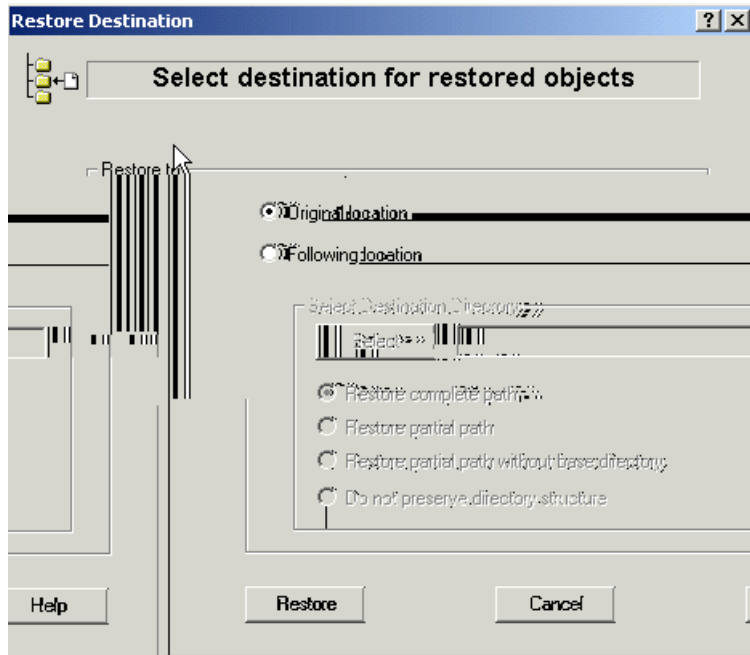 Restore Destination
Select destination for restored objects
Restore to
Original location
Following location
Select Destination Directory
Select
Restore complete path
Restore partial path
Restore partial path without base directory
Do not preserve directory structure
Help
Restore
Cancel